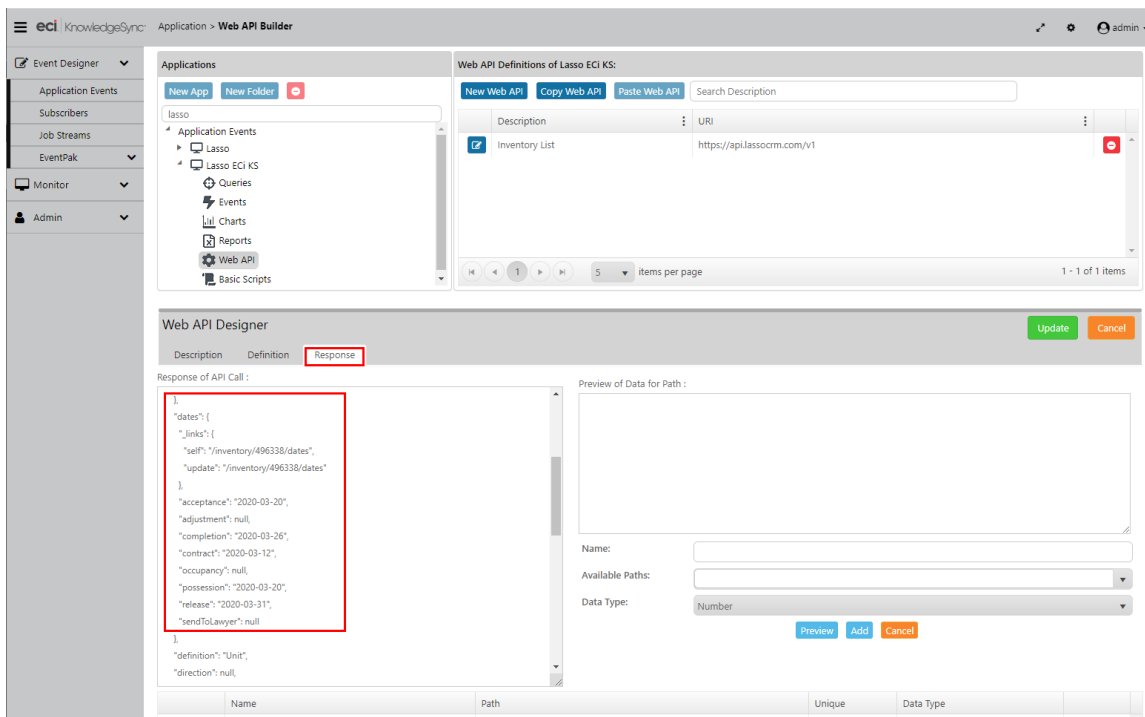 eci KnowledgeSync
Application > Web API Builder
admin
Event Designer
Application Events
Subscribers
Job Streams
EventPak
Monitor
Admin
Applications
New App
New Folder
lasso
Application Events
Lasso
Lasso ECi KS
Queries
Events
Charts
Reports
Web API
Basic Scripts
Web API Definitions of Lasso ECi KS:
New Web API
Copy Web API
Paste Web API
Search Description
Description
URI
Inventory List
https://api.lassocrm.com/v1
1
5
items per page
1 - 1 of 1 items
Web API Designer
Update
Cancel
Description
Definition
Response
Response of API Call :
},
"dates": {
"_links": {
"self": "/inventory/496338/dates",
"update": "/inventory/496338/dates"
},
"acceptance": "2020-03-20",
"adjustment": null,
"completion": "2020-03-26",
"contract": "2020-03-12",
"occupancy": null,
"possession": "2020-03-20",
"release": "2020-03-31",
"sendToLawyer": null
},
"definition": "Unit",
"direction": null,
Preview of Data for Path :
Name:
Available Paths:
Data Type:
Number
Preview
Add
Cancel
Name
Path
Unique
Data Type